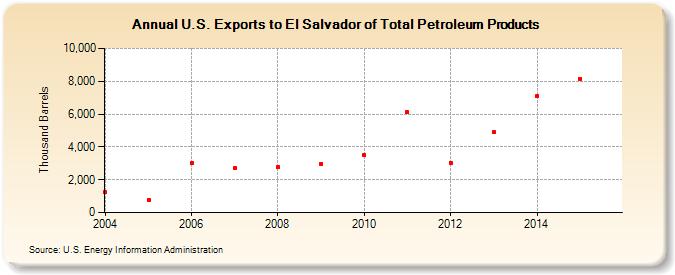 Annual U.S. Exports to El Salvador of Total Petroleum Products
Thousand Barrels
10,000
8,000
6,000
4,000
2,000
0
2004 2006 2008 2010 2012 2014
Source: U.S. Energy Information Administration